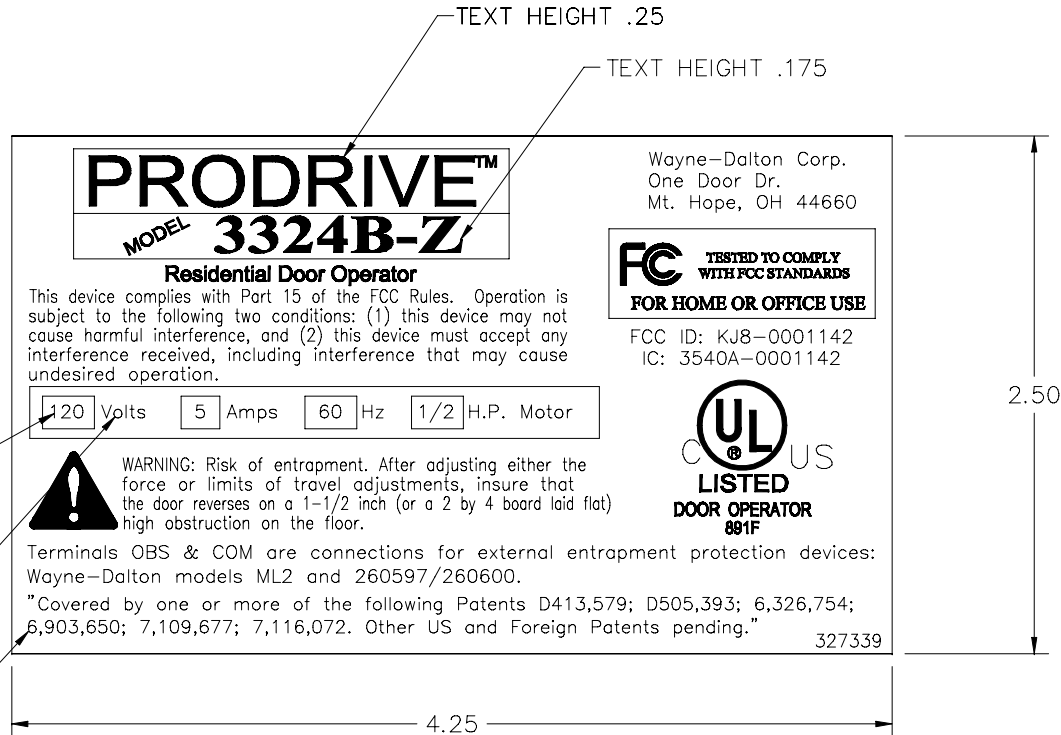 TEXT HEIGHT .25
TEXT HEIGHT .175
PRODRIVE™
MODEL 3324B-Z
Residential Door Operator
This device complies with Part 15 of the FCC Rules. Operation is
subject to the following two conditions: (1) this device may not
cause harmful interference, and (2) this device must accept any
interference received, including interference that may cause
undesired operation.
120 Volts 5 Amps 60 Hz 1/2 H.P. Motor
WARNING: Risk of entrapment. After adjusting either the
force or limits of travel adjustments, insure that
the door reverses on a 1-1/2 inch (or a 2 by 4 board laid flat)
high obstruction on the floor.
Wayne-Dalton Corp.
One Door Dr.
Mt. Hope, OH 44660
FC TESTED TO COMPLY
WITH FCC STANDARDS
FOR HOME OR OFFICE USE
FCC ID: KJ8-0001142
IC: 3540A-0001142
C UL ® US
LISTED
DOOR OPERATOR
891F
Terminals OBS & COM are connections for external entrapment protection devices:
Wayne-Dalton models ML2 and 260597/260600.
"Covered by one or more of the following Patents D413,579; D505,393; 6,326,754;
6,903,650; 7,109,677; 7,116,072. Other US and Foreign Patents pending."
327339
2.50
4.25